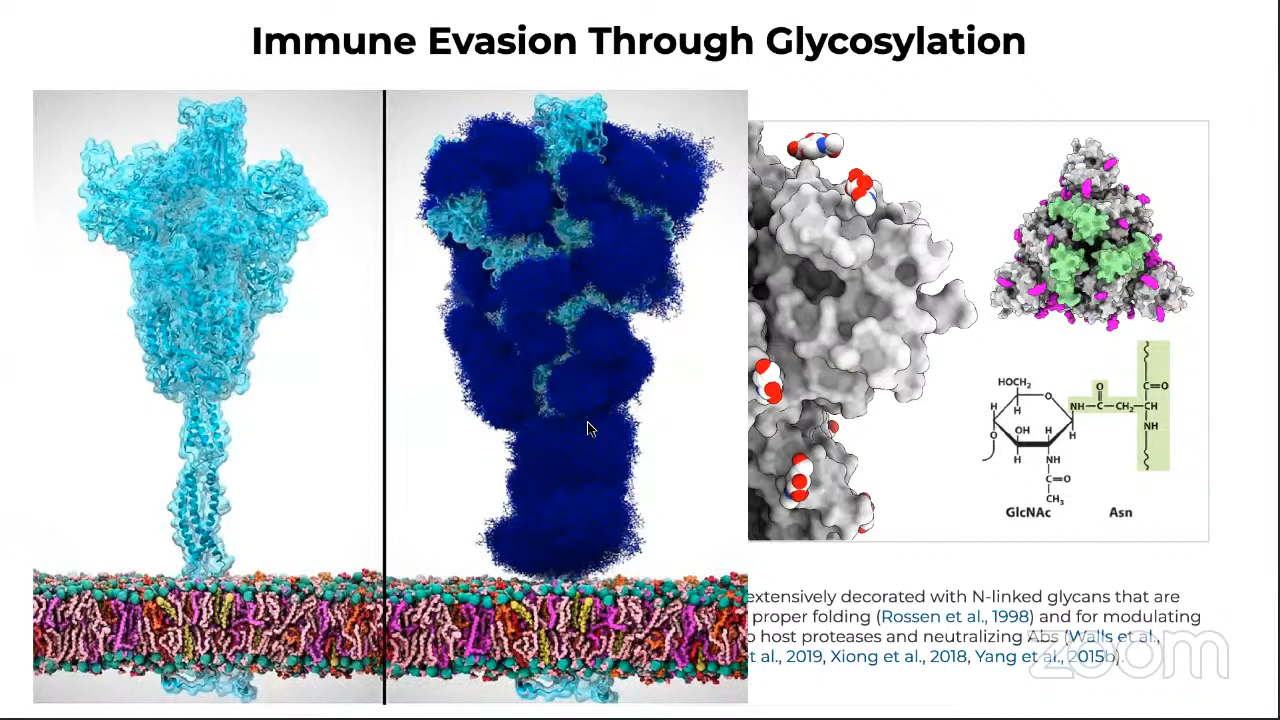 Immune Evasion Through Glycosylation
HOCH2
O
H
H
OH
H
H
H
O
NH
C=O
CH3
NH—C—CH2—CH
O
C=O
NH
GlcNAc
Asn
extensively decorated with N-linked glycans that are
proper folding (Rossen et al., 1998) and for modulating
o host proteases and neutralizing Abs (Walls et al.,
t al., 2019, Xiong et al., 2018, Yang et al., 2015b).
zoom